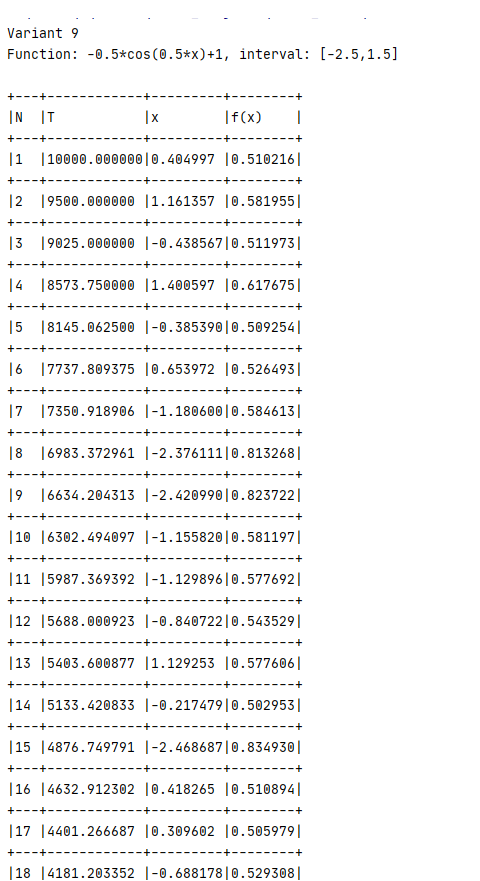 Variant 9
Function: -0.5*cos(0.5*x)+1, interval: [-2.5,1.5]
+---+------------+---------+--------+
|N  |T           |x        |f(x)    |
+---+------------+---------+--------+
|1  |10000.000000|0.404997 |0.510216|
+---+------------+---------+--------+
|2  |9500.000000 |1.161357 |0.581955|
+---+------------+---------+--------+
|3  |9025.000000 |-0.438567|0.511973|
+---+------------+---------+--------+
|4  |8573.750000 |1.400597 |0.617675|
+---+------------+---------+--------+
|5  |8145.062500 |-0.385390|0.509254|
+---+------------+---------+--------+
|6  |7737.809375 |0.653972 |0.526493|
+---+------------+---------+--------+
|7  |7350.918906 |-1.180600|0.584613|
+---+------------+---------+--------+
|8  |6983.372961 |-2.376111|0.813268|
+---+------------+---------+--------+
|9  |6634.204313 |-2.420990|0.823722|
+---+------------+---------+--------+
|10 |6302.494097 |-1.155820|0.581197|
+---+------------+---------+--------+
|11 |5987.369392 |-1.129896|0.577692|
+---+------------+---------+--------+
|12 |5688.000923 |-0.840722|0.543529|
+---+------------+---------+--------+
|13 |5403.600877 |1.129253 |0.577606|
+---+------------+---------+--------+
|14 |5133.420833 |-0.217479|0.502953|
+---+------------+---------+--------+
|15 |4876.749791 |-2.468687|0.834930|
+---+------------+---------+--------+
|16 |4632.912302 |0.418265 |0.510894|
+---+------------+---------+--------+
|17 |4401.266687 |0.309602 |0.505979|
+---+------------+---------+--------+
|18 |4181.203352 |-0.688178|0.529308|